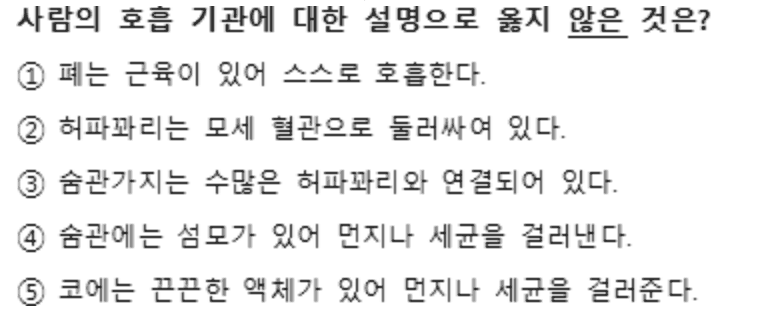 사람의 호흡 기관에 대한 설명으로 옳지 않은 것은?
① 폐는 근육이 있어 스스로 호흡한다.
② 허파꽈리는 모세 혈관으로 둘러싸여 있다.
③ 숨관가지는 수많은 허파꽈리와 연결되어 있다.
④ 숨관에는 섬모가 있어 먼지나 세균을 걸러낸다.
⑤ 코에는 끈끈한 액체가 있어 먼지나 세균을 걸러준다.